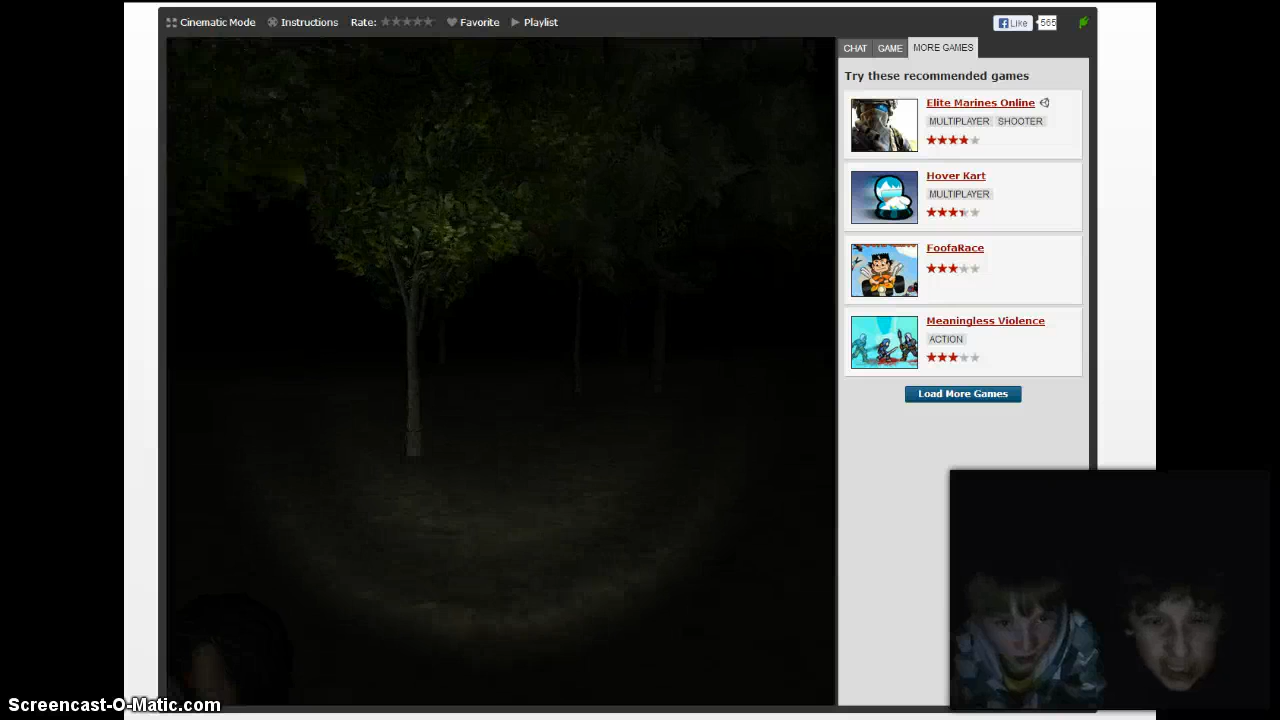 Cinematic Mode Instructions Rate: Favorite Playlist Like 565
CHAT GAME MORE GAMES
Try these recommended games
Elite Marines Online
MULTIPLAYER SHOOTER
Hover Kart
MULTIPLAYER
FoofaRace
Meaningless Violence
ACTION
Load More Games
Screencast-O-Matic.com